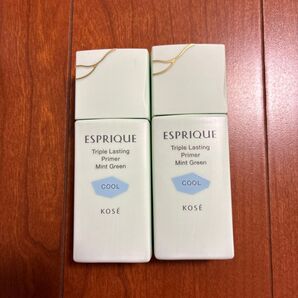 ESPRIQUE
Triple Lasting
Primer
Mint Green
COOL
KOSÉ
ESPRIQUE
Triple Lasting
Primer
Mint Green
COOL
KOSÉ